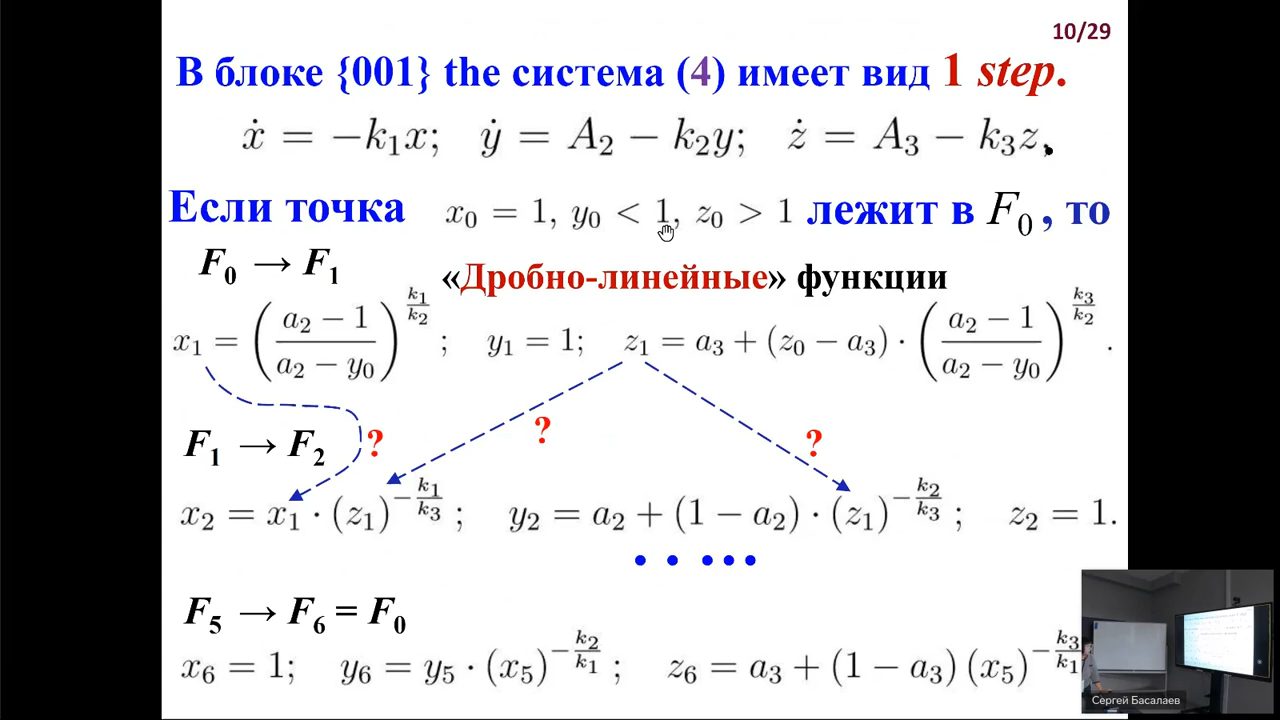 10/29
В блоке {001} the система (4) имеет вид 1 step.
ẋ = −k₁x; ẏ = A₂ − k₂y; ż = A₃ − k₃z,
Если точка x₀ = 1, y₀ < 1, z₀ > 1 лежит в F₀, то
F₀ → F₁
«Дробно-линейные» функции
x₁ = ((a₂ − 1)/(a₂ − y₀))^(k₁/k₂); y₁ = 1; z₁ = a₃ + (z₀ − a₃) · ((a₂ − 1)/(a₂ − y₀))^(k₃/k₂).
? ? ?
F₁ → F₂
x₂ = x₁ · (z₁)^(−k₁/k₃); y₂ = a₂ + (1 − a₂) · (z₁)^(−k₂/k₃); z₂ = 1.
F₅ → F₆ = F₀
x₆ = 1; y₆ = y₅ · (x₅)^(−k₂/k₁); z₆ = a₃ + (1 − a₃) (x₅)^(−k₃/k₁)
Сергей Басалаев